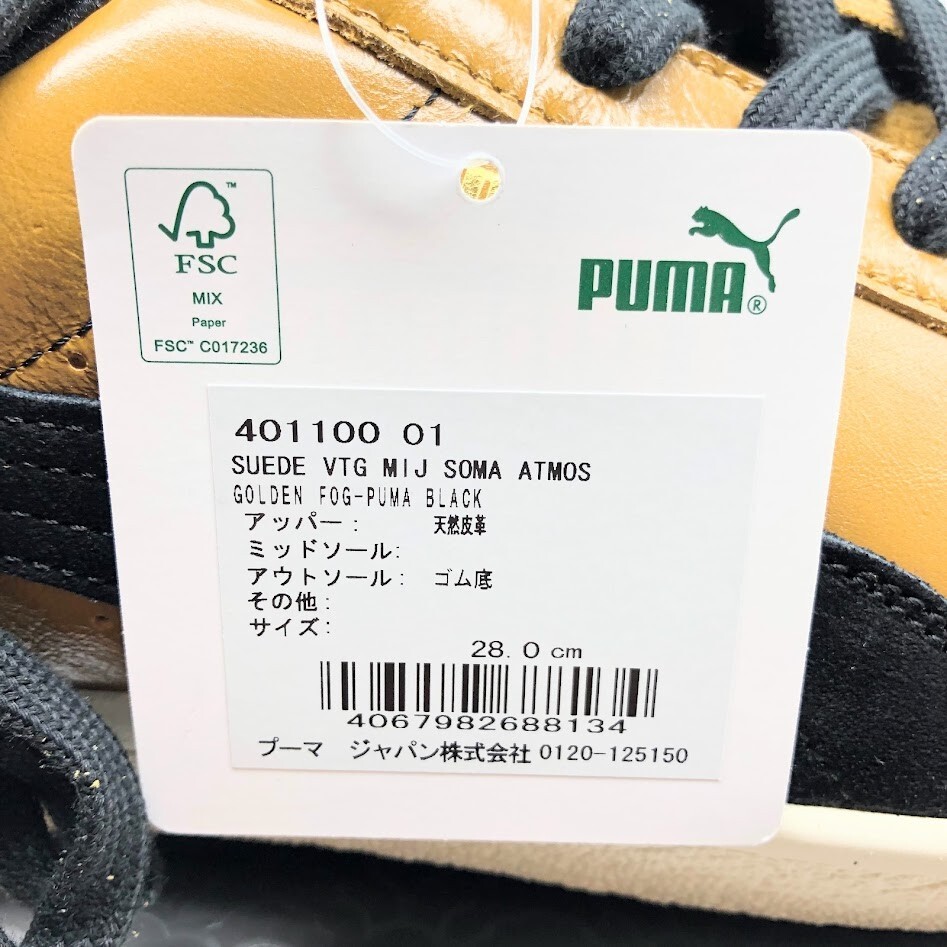 FSC™
MIX
Paper
FSC™ C017236
PUMA®
401100 01
SUEDE VTG MIJ SOMA ATMOS
GOLDEN FOG-PUMA BLACK
アッパー： 天然皮革
ミッドソール：
アウトソール： ゴム底
その他：
サイズ：
28.0 cm
4067982688134
プーマ ジャパン株式会社 0120-125150